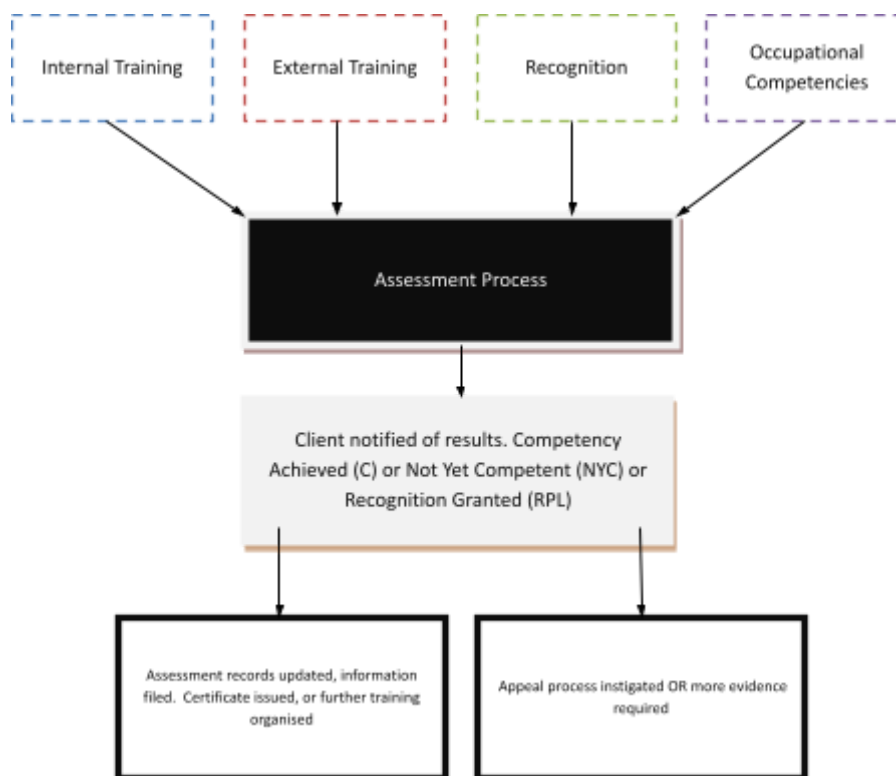 Internal Training
External Training
Recognition
Occupational
Competencies
Assessment Process
Client notified of results. Competency
Achieved (C) or Not Yet Competent (NYC) or
Recognition Granted (RPL)
Assessment records updated, information
filed.  Certificate issued, or further training
organised
Appeal process instigated OR more evidence
required